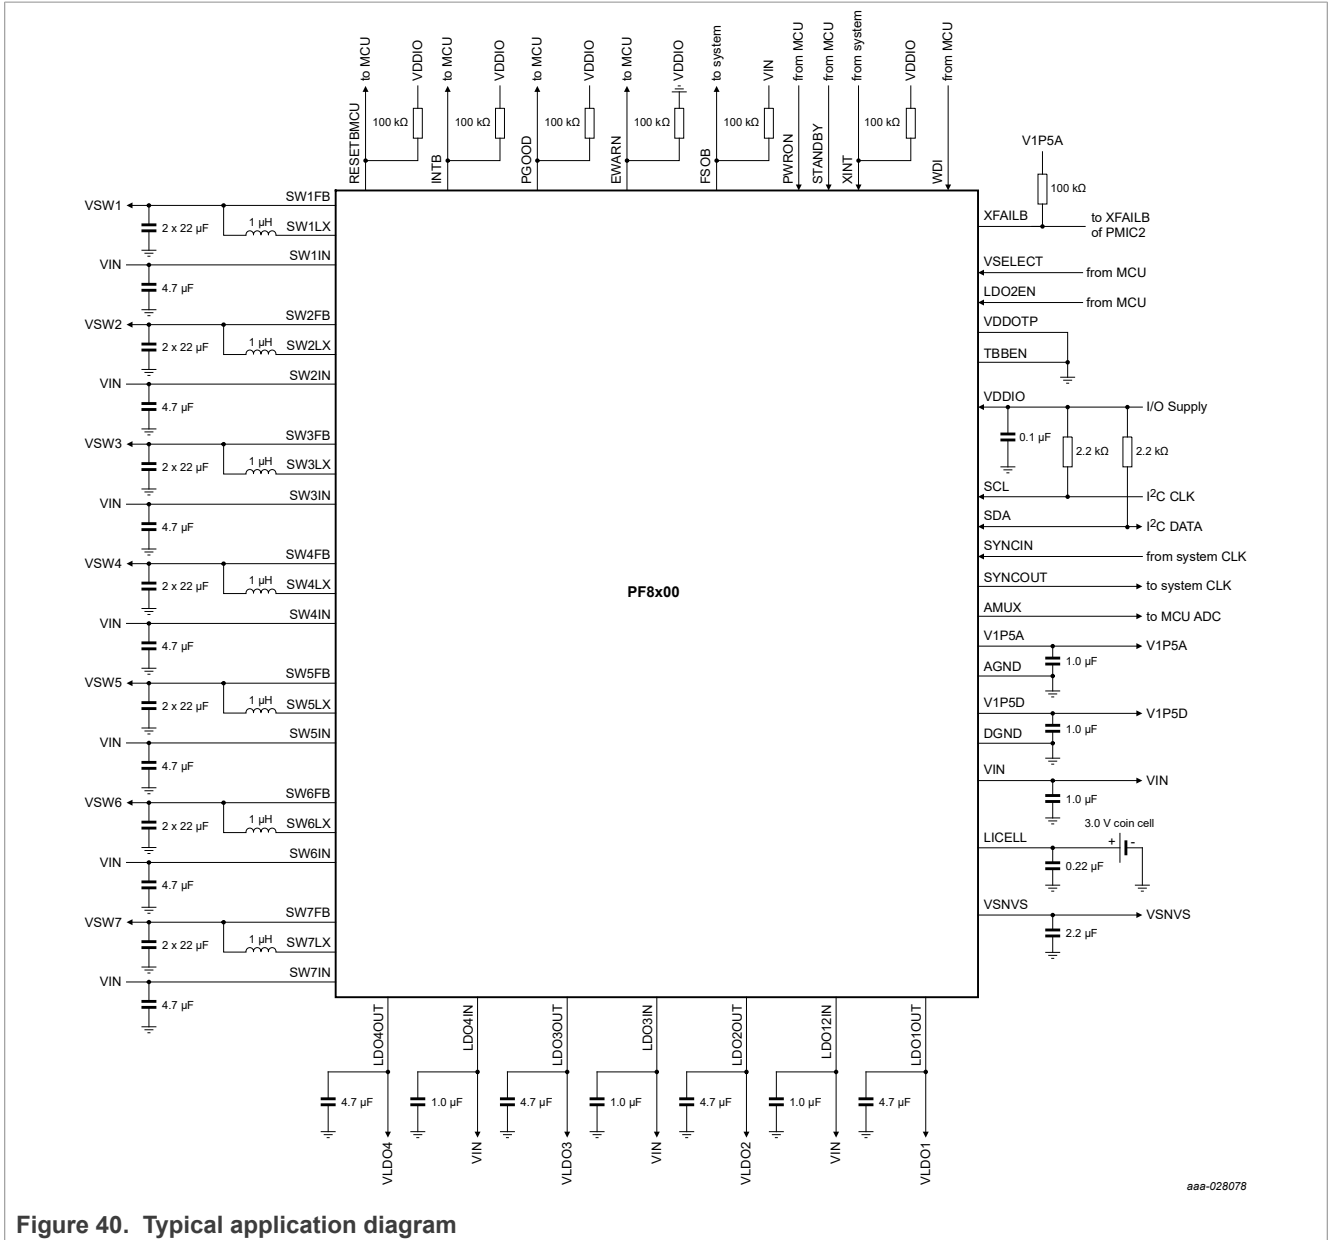 to MCU
VDDIO
to MCU
VDDIO
to MCU
VDDIO
to MCU
VDDIO
to system
VIN
from MCU
from MCU
from system
VDDIO
from MCU
100 kΩ
100 kΩ
100 kΩ
100 kΩ
100 kΩ
100 kΩ
RESETBMCU
INTB
PGOOD
EWARN
FSOB
PWRON
STANDBY
XINT
WDI
VSW1
SW1FB
2 x 22 µF
1 µH
SW1LX
VIN
SW1IN
4.7 µF
VSW2
SW2FB
2 x 22 µF
1 µH
SW2LX
VIN
SW2IN
4.7 µF
VSW3
SW3FB
2 x 22 µF
1 µH
SW3LX
VIN
SW3IN
4.7 µF
VSW4
SW4FB
2 x 22 µF
1 µH
SW4LX
VIN
SW4IN
4.7 µF
VSW5
SW5FB
2 x 22 µF
1 µH
SW5LX
VIN
SW5IN
4.7 µF
VSW6
SW6FB
2 x 22 µF
1 µH
SW6LX
VIN
SW6IN
4.7 µF
VSW7
SW7FB
2 x 22 µF
1 µH
SW7LX
VIN
SW7IN
4.7 µF
PF8x00
V1P5A
100 kΩ
XFAILB
to XFAILB
of PMIC2
VSELECT
from MCU
LDO2EN
from MCU
VDDOTP
TBBEN
VDDIO
I/O Supply
0.1 µF
2.2 kΩ
2.2 kΩ
SCL
I2C CLK
SDA
I2C DATA
SYNCIN
from system CLK
SYNCOUT
to system CLK
AMUX
to MCU ADC
V1P5A
V1P5A
1.0 µF
AGND
V1P5D
V1P5D
1.0 µF
DGND
VIN
VIN
1.0 µF
3.0 V coin cell
LICELL
+
-
0.22 µF
VSNVS
VSNVS
2.2 µF
LDO4OUT
LDO4IN
LDO3OUT
LDO3IN
LDO2OUT
LDO12IN
LDO1OUT
4.7 µF
1.0 µF
4.7 µF
1.0 µF
4.7 µF
1.0 µF
4.7 µF
VLDO4
VIN
VLDO3
VIN
VLDO2
VIN
VLDO1
aaa-028078
Figure 40. Typical application diagram